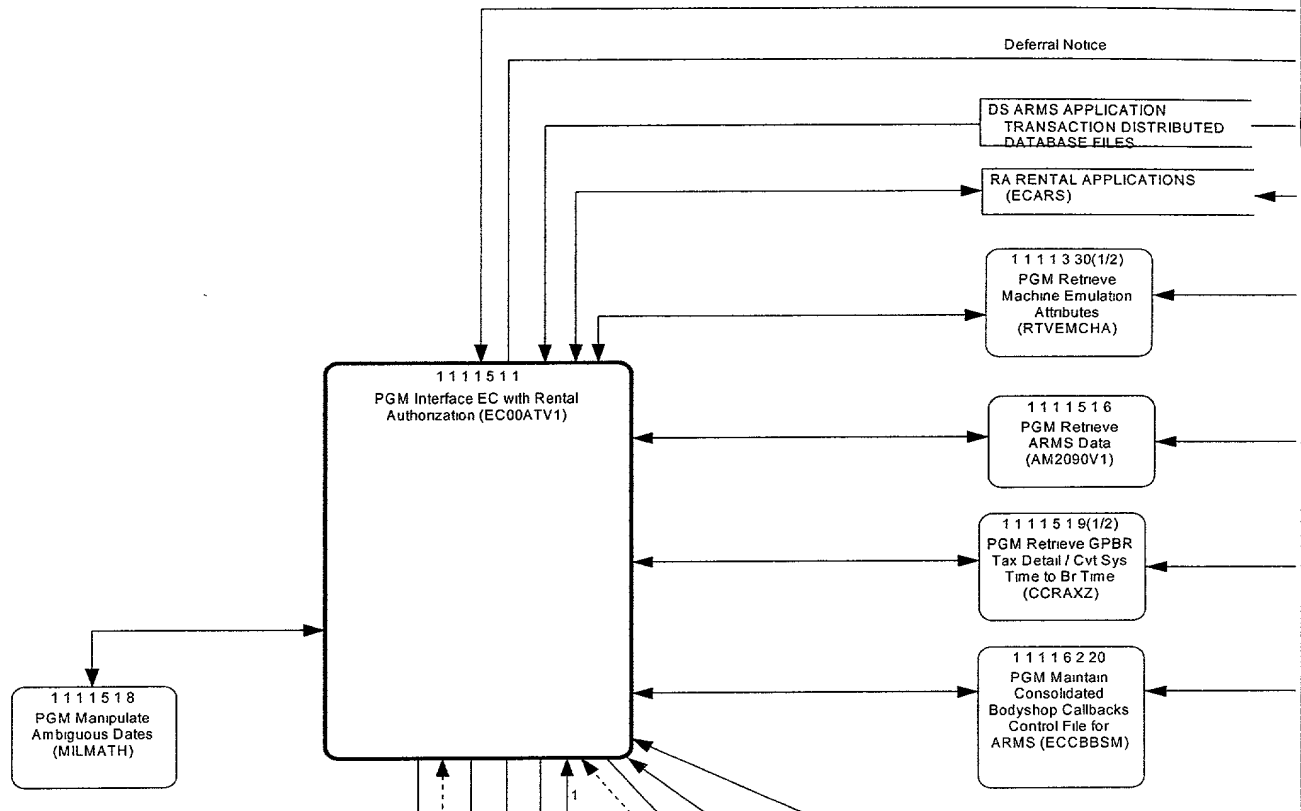 Deferral Notice
DS ARMS APPLICATION
TRANSACTION DISTRIBUTED
DATABASE FILES
RA RENTAL APPLICATIONS
(ECARS)
1 1 1 1 3 30(1/2)
PGM Retrieve
Machine Emulation
Attributes
(RTVEMCHA)
1 1 1 1 5 1 1
PGM Interface EC with Rental
Authorization (EC00ATV1)
1 1 1 1 5 1 6
PGM Retrieve
ARMS Data
(AM2090V1)
1 1 1 1 5 1 9(1/2)
PGM Retrieve GPBR
Tax Detail / Cvt Sys
Time to Br Time
(CCRAXZ)
1 1 1 1 6 2 20
PGM Maintain
Consolidated
Bodyshop Callbacks
Control File for
ARMS (ECCBBSM)
1 1 1 1 5 1 8
PGM Manipulate
Ambiguous Dates
(MILMATH)
1